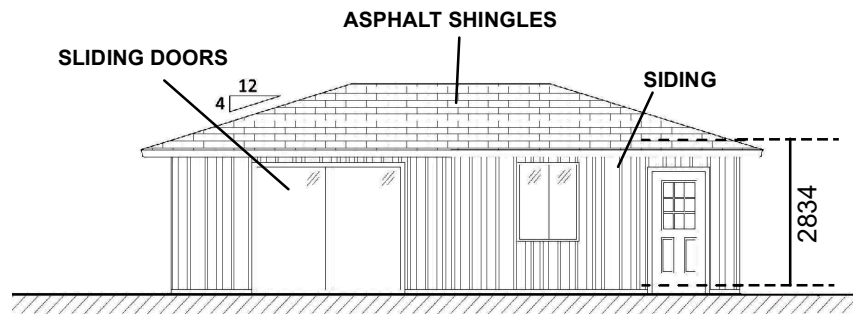 ASPHALT SHINGLES
SLIDING DOORS
SIDING
12
4
2834